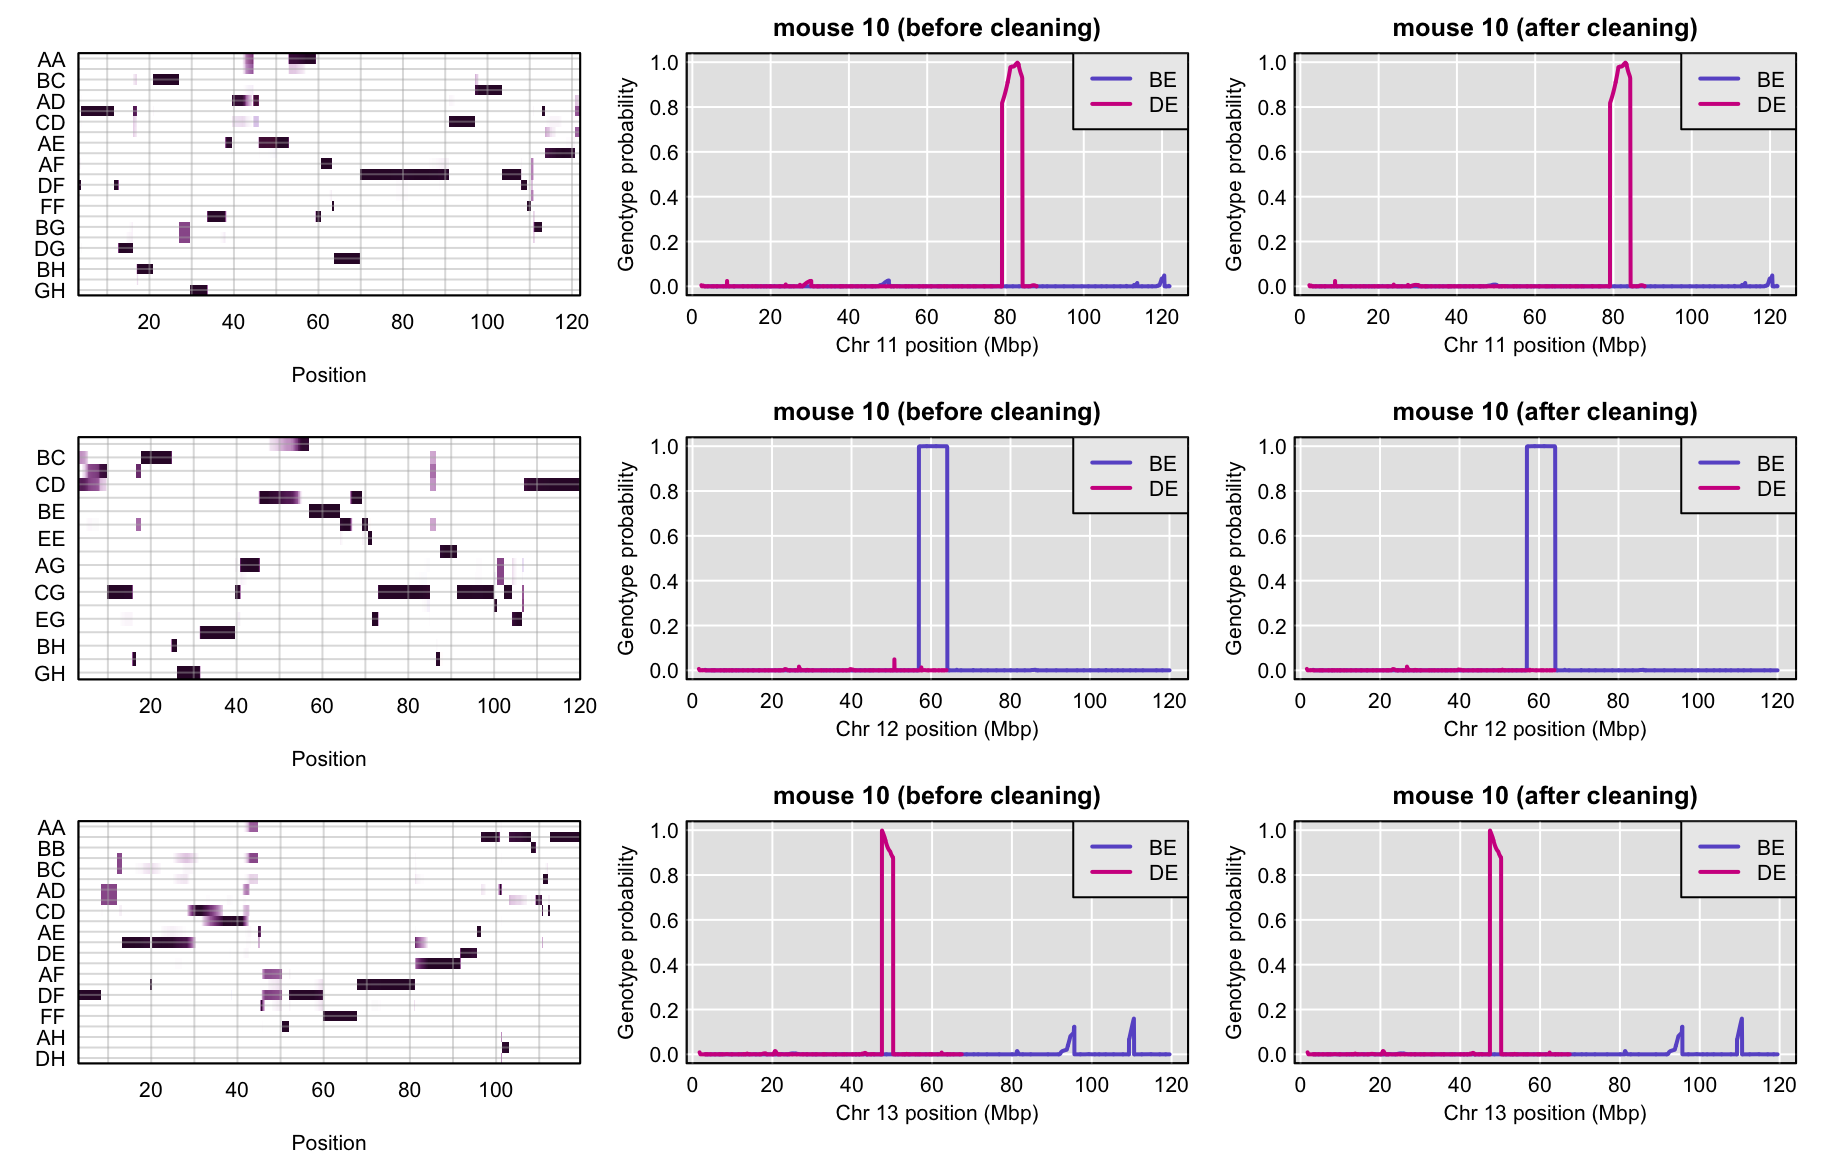 mouse 10 (before cleaning)
mouse 10 (after cleaning)
AA
BC
AD
CD
AE
AF
DF
FF
BG
DG
BH
GH
20 40 60 80 100 120
Position
Genotype probability
1.0
0.8
0.6
0.4
0.2
0.0
BE
DE
0 20 40 60 80 100 120
Chr 11 position (Mbp)
Genotype probability
1.0
0.8
0.6
0.4
0.2
0.0
BE
DE
0 20 40 60 80 100 120
Chr 11 position (Mbp)
mouse 10 (before cleaning)
mouse 10 (after cleaning)
BC
CD
BE
EE
AG
CG
EG
BH
GH
20 40 60 80 100 120
Position
Genotype probability
1.0
0.8
0.6
0.4
0.2
0.0
BE
DE
0 20 40 60 80 100 120
Chr 12 position (Mbp)
Genotype probability
1.0
0.8
0.6
0.4
0.2
0.0
BE
DE
0 20 40 60 80 100 120
Chr 12 position (Mbp)
mouse 10 (before cleaning)
mouse 10 (after cleaning)
AA
BB
BC
AD
CD
AE
DE
AF
DF
FF
AH
DH
20 40 60 80 100
Position
Genotype probability
1.0
0.8
0.6
0.4
0.2
0.0
BE
DE
0 20 40 60 80 100 120
Chr 13 position (Mbp)
Genotype probability
1.0
0.8
0.6
0.4
0.2
0.0
BE
DE
0 20 40 60 80 100 120
Chr 13 position (Mbp)